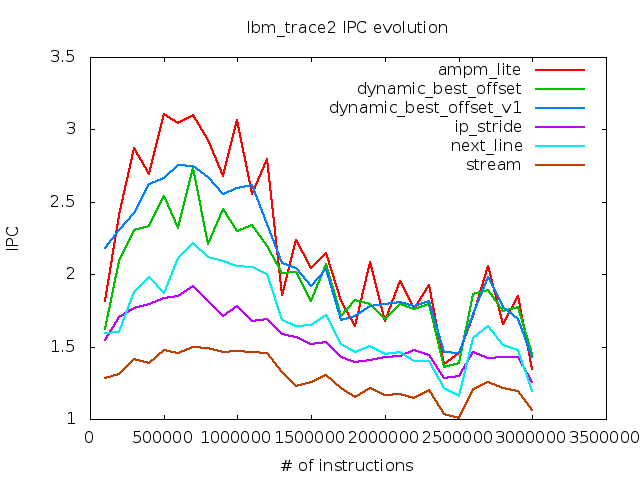 lbm_trace2 IPC evolution
3.5
ampm_lite
dynamic_best_offset
dynamic_best_offset_v1
ip_stride
next_line
stream
3
2.5
IPC
2
1.5
1
0 500000 1000000 1500000 2000000 2500000 3000000 3500000
# of instructions